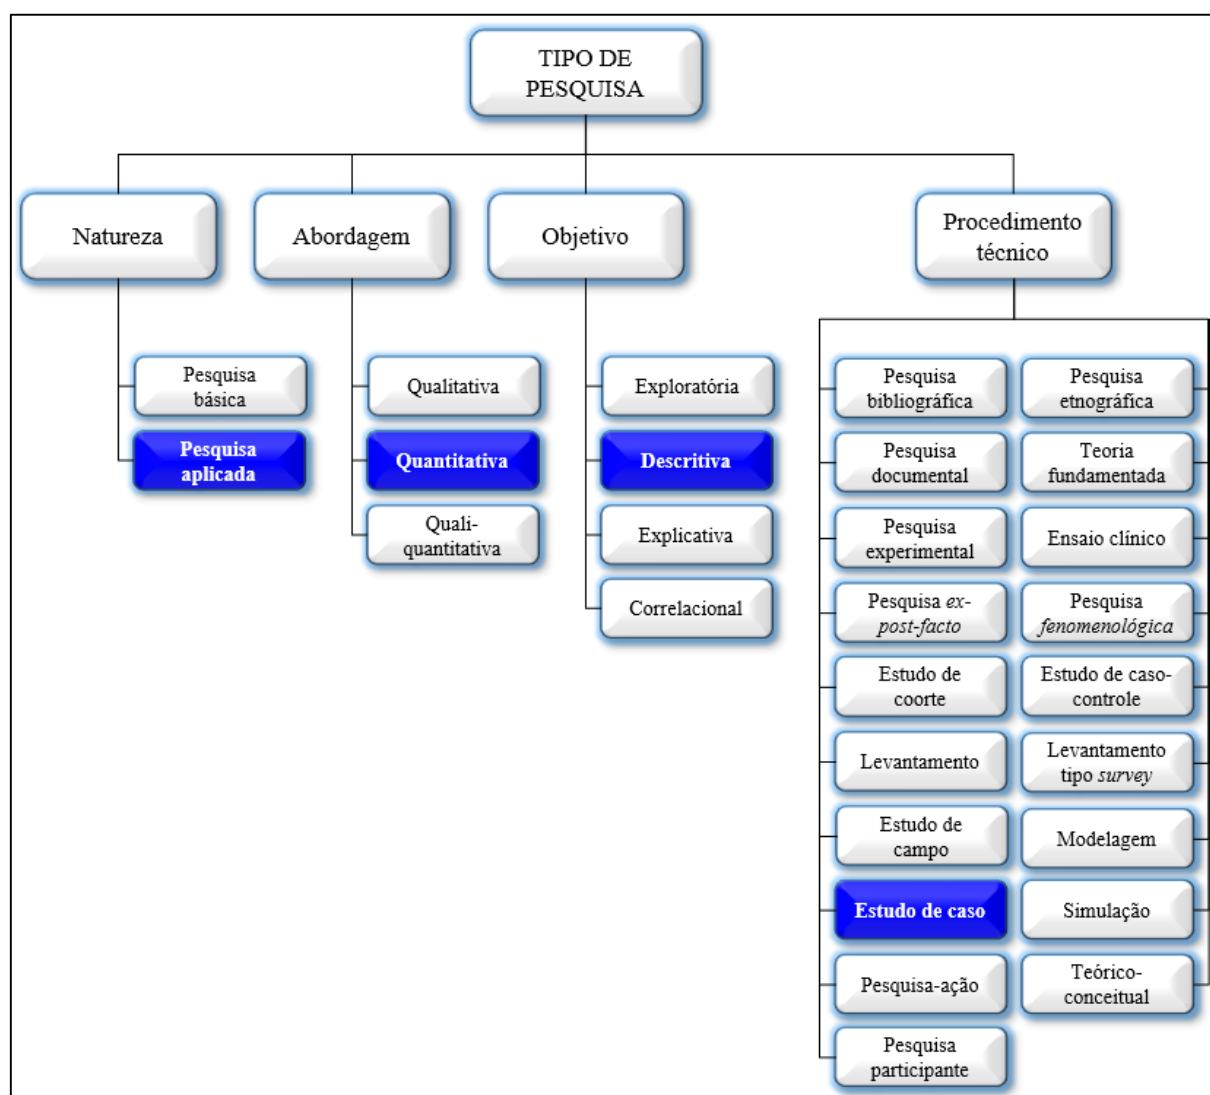 TIPO DE
PESQUISA
Natureza
Abordagem
Objetivo
Procedimento
técnico
Pesquisa
básica
Pesquisa
aplicada
Qualitativa
Quantitativa
Quali-
quantitativa
Exploratória
Descritiva
Explicativa
Correlacional
Pesquisa
bibliográfica
Pesquisa
documental
Pesquisa
experimental
Pesquisa ex-
post-facto
Estudo de
coorte
Levantamento
Estudo de
campo
Estudo de caso
Pesquisa-ação
Pesquisa
participante
Pesquisa
etnográfica
Teoria
fundamentada
Ensaio clínico
Pesquisa
fenomenológica
Estudo de caso-
controle
Levantamento
tipo survey
Modelagem
Simulação
Teórico-
conceitual